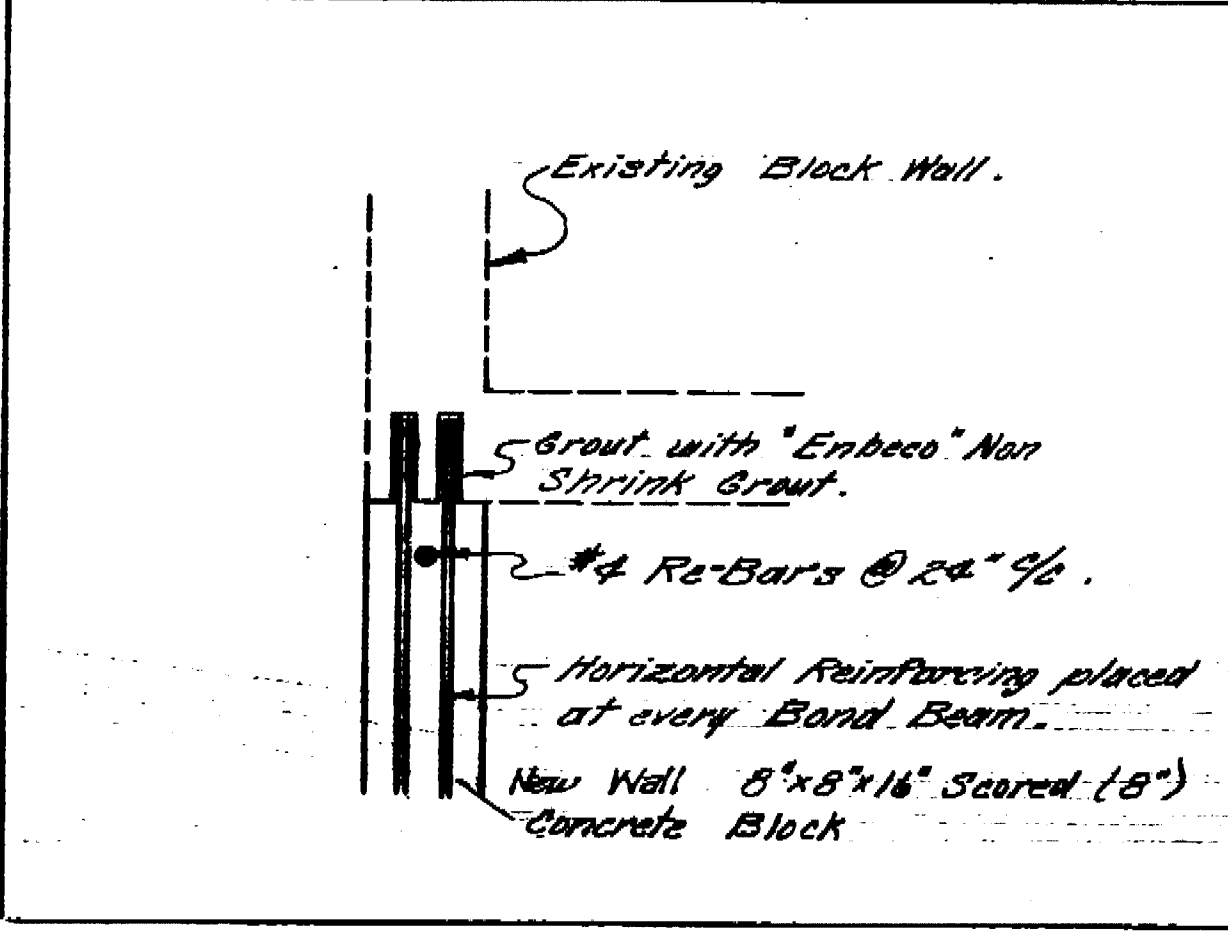 Existing Block Wall.
Grout with "Enbeco" Non
Shrink Grout.
#4 Re-Bars @ 24" c/c.
Horizontal Reinforcing placed
at every Bond Beam.
New Wall 8"x8"x16" Scored (8")
Concrete Block